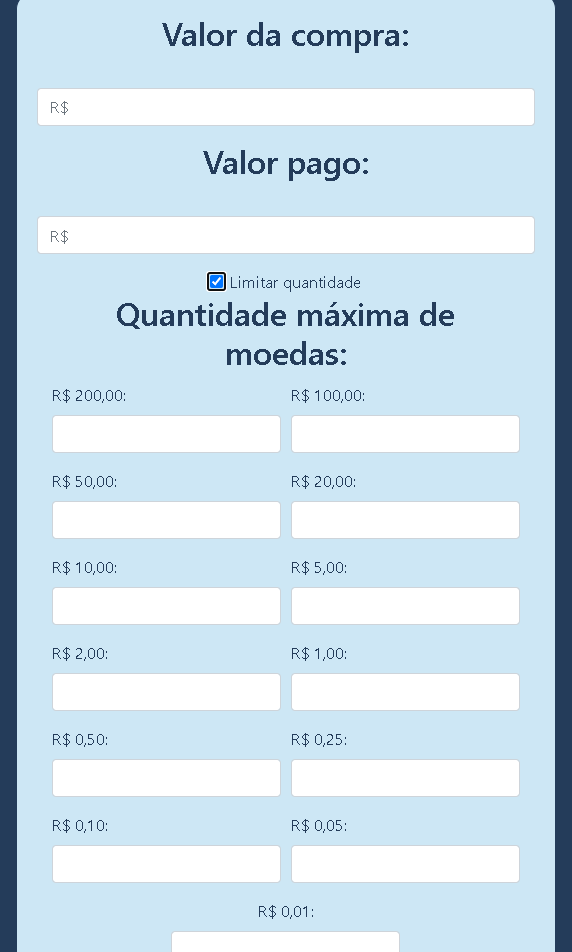 Valor da compra:
R$
Valor pago:
R$
Limitar quantidade
Quantidade máxima de
moedas:
R$ 200,00:
R$ 100,00:
R$ 50,00:
R$ 20,00:
R$ 10,00:
R$ 5,00:
R$ 2,00:
R$ 1,00:
R$ 0,50:
R$ 0,25:
R$ 0,10:
R$ 0,05:
R$ 0,01: